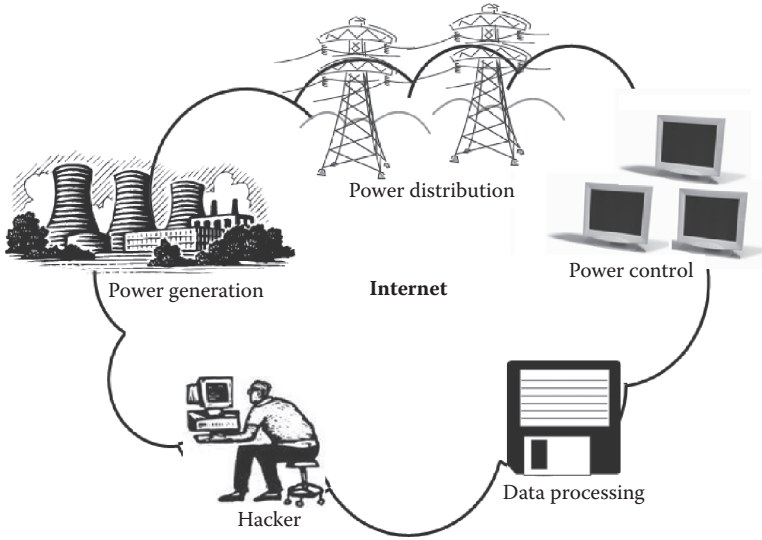 Power distribution
Power control
Power generation
Internet
Hacker
Data processing